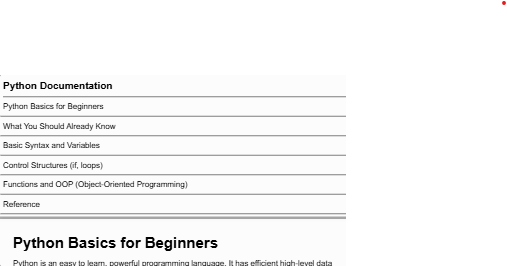 Python Documentation
Python Basics for Beginners
What You Should Already Know
Basic Syntax and Variables
Control Structures (if, loops)
Functions and OOP (Object-Oriented Programming)
Reference
Python Basics for Beginners
Python is an easy to learn, powerful programming language. It has efficient high-level data